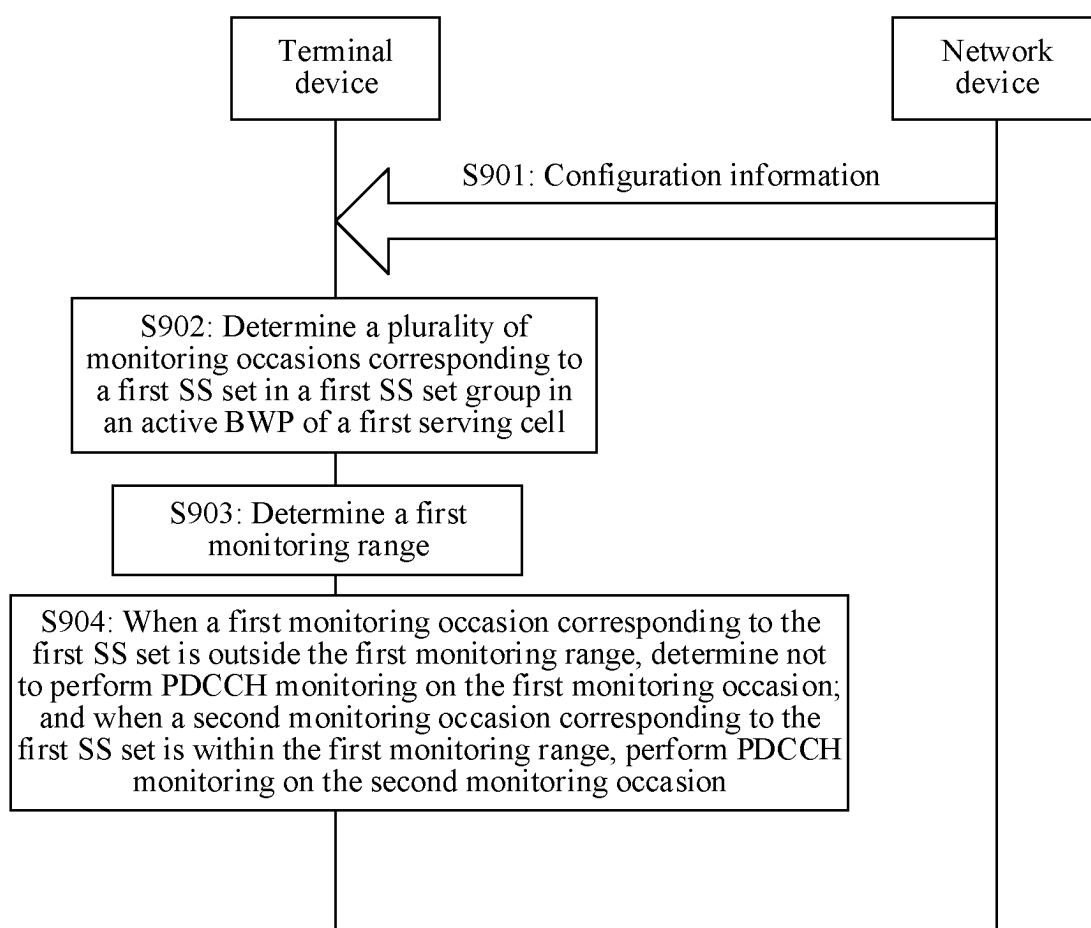 Terminal
device
Network
device
S901: Configuration information
S902: Determine a plurality of
monitoring occasions corresponding to
a first SS set in a first SS set group in
an active BWP of a first serving cell
S903: Determine a first
monitoring range
S904: When a first monitoring occasion corresponding to the
first SS set is outside the first monitoring range, determine not
to perform PDCCH monitoring on the first monitoring occasion;
and when a second monitoring occasion corresponding to the
first SS set is within the first monitoring range, perform PDCCH
monitoring on the second monitoring occasion